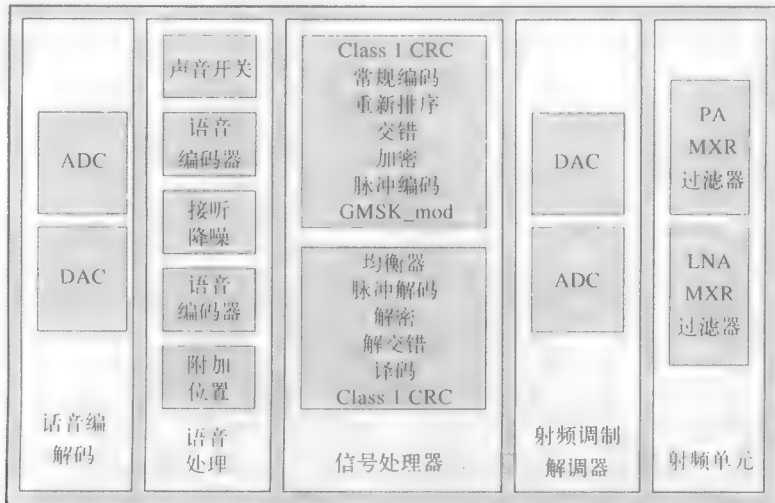 ADC
DAC
话音编
解码
声音开关
语音
编码器
接听
降噪
语音
编码器
附加
位置
语音
处理
Class 1 CRC
常规编码
重新排序
交错
加密
脉冲编码
GMSK_mod
均衡器
脉冲解码
解密
解交错
译码
Class 1 CRC
信号处理器
DAC
ADC
射频调制
解调器
PA
MXR
过滤器
LNA
MXR
过滤器
射频单元